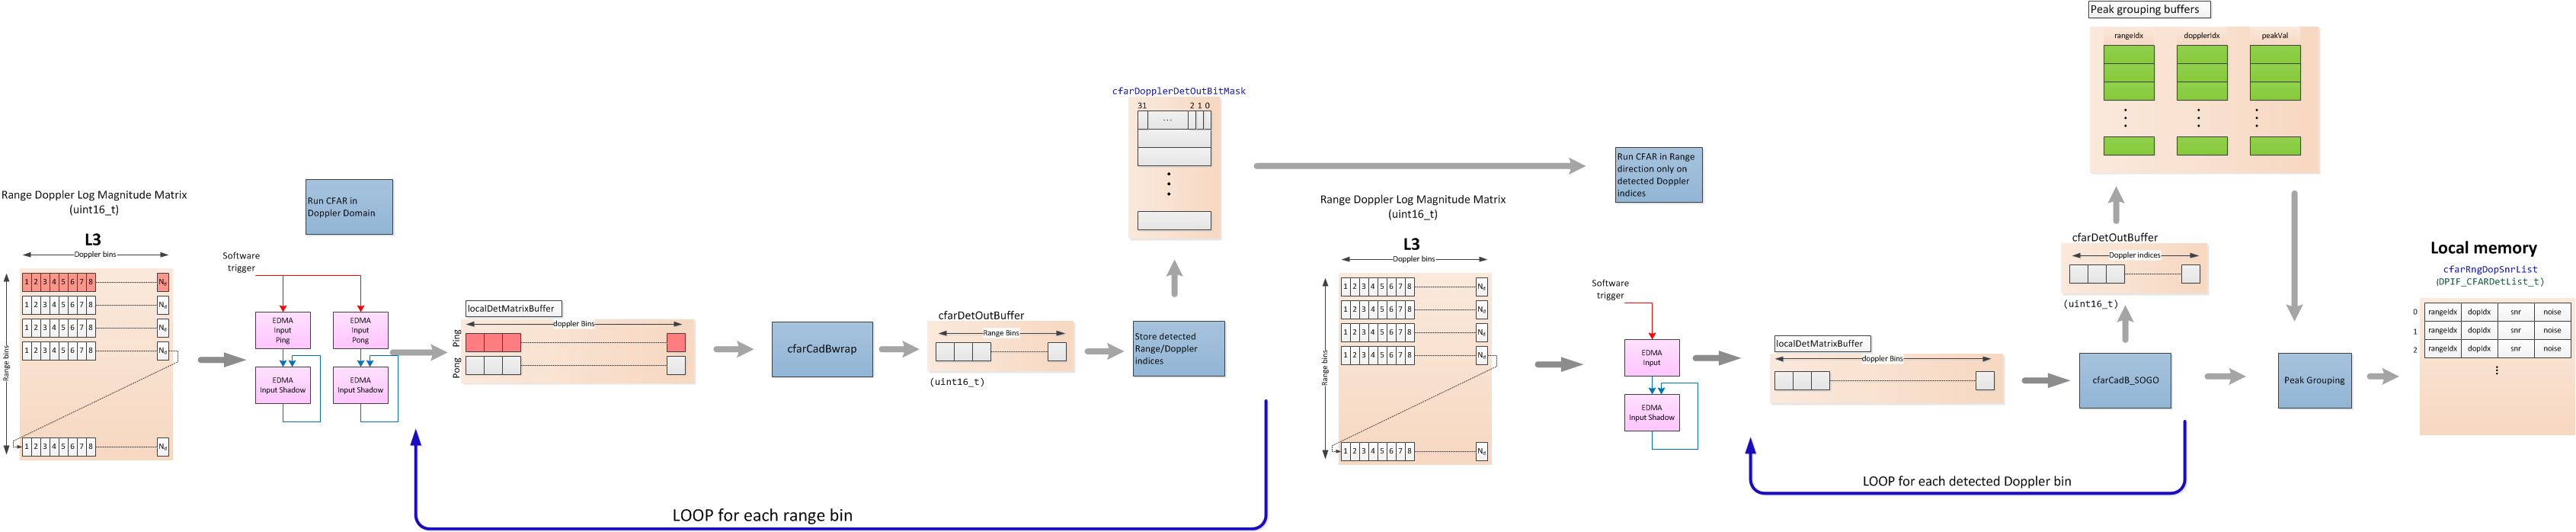 Range Doppler Log Magnitude Matrix
(uint16_t)
L3
Doppler bins
Range bins
1 2 3 4 5 6 7 8 Nd
1 2 3 4 5 6 7 8 Nd
1 2 3 4 5 6 7 8 Nd
1 2 3 4 5 6 7 8 Nd
1 2 3 4 5 6 7 8 Nd
Run CFAR in
Doppler Domain
Software
trigger
EDMA
Input
Ping
EDMA
Input
Pong
EDMA
Input Shadow
EDMA
Input Shadow
localDetMatrixBuffer
doppler Bins
Ping
Pong
cfarCadBwrap
cfarDetOutBuffer
Range Bins
(uint16_t)
Store detected
Range/Doppler
indices
cfarDopplerDetOutBitMask
31 2 1 0
...
LOOP for each range bin
Range Doppler Log Magnitude Matrix
(uint16_t)
L3
Doppler bins
Range bins
1 2 3 4 5 6 7 8 Nd
1 2 3 4 5 6 7 8 Nd
1 2 3 4 5 6 7 8 Nd
1 2 3 4 5 6 7 8 Nd
1 2 3 4 5 6 7 8 Nd
Run CFAR in Range
direction only on
detected Doppler
indices
Software
trigger
EDMA
Input
EDMA
Input Shadow
localDetMatrixBuffer
doppler Bins
cfarCadB_SOGO
cfarDetOutBuffer
Doppler indices
(uint16_t)
LOOP for each detected Doppler bin
Peak grouping buffers
rangeIdx dopplerIdx peakVal
Peak Grouping
Local memory
cfarRngDopSnrList
(DPIF_CFARDetList_t)
0 rangeIdx dopIdx snr noise
1 rangeIdx dopIdx snr noise
2 rangeIdx dopIdx snr noise